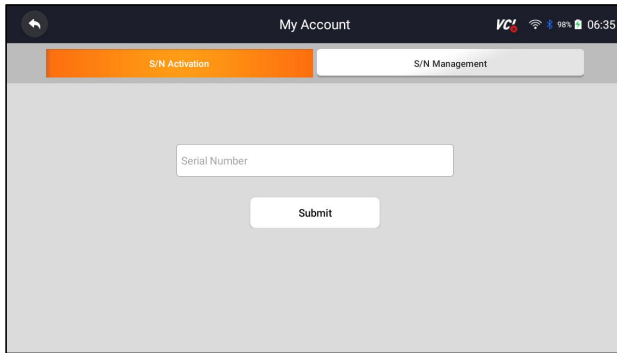 My Account
VCI
98%
06:35
S/N Activation
S/N Management
Serial Number
Submit